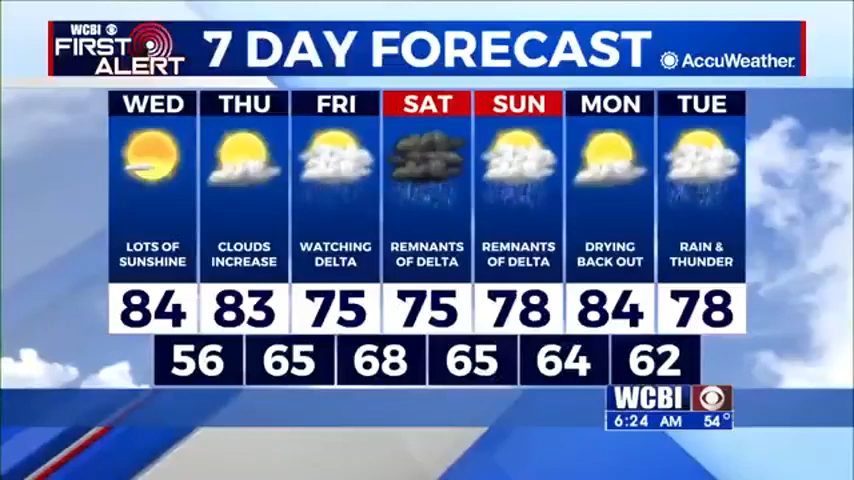 WCBI
FIRST
ALERT
7 DAY FORECAST
AccuWeather
WED THU FRI SAT SUN MON TUE
LOTS OF SUNSHINE
CLOUDS INCREASE
WATCHING DELTA
REMNANTS OF DELTA
REMNANTS OF DELTA
DRYING BACK OUT
RAIN & THUNDER
84 83 75 75 78 84 78
56 65 68 65 64 62
WCBI
6:24 AM 54°